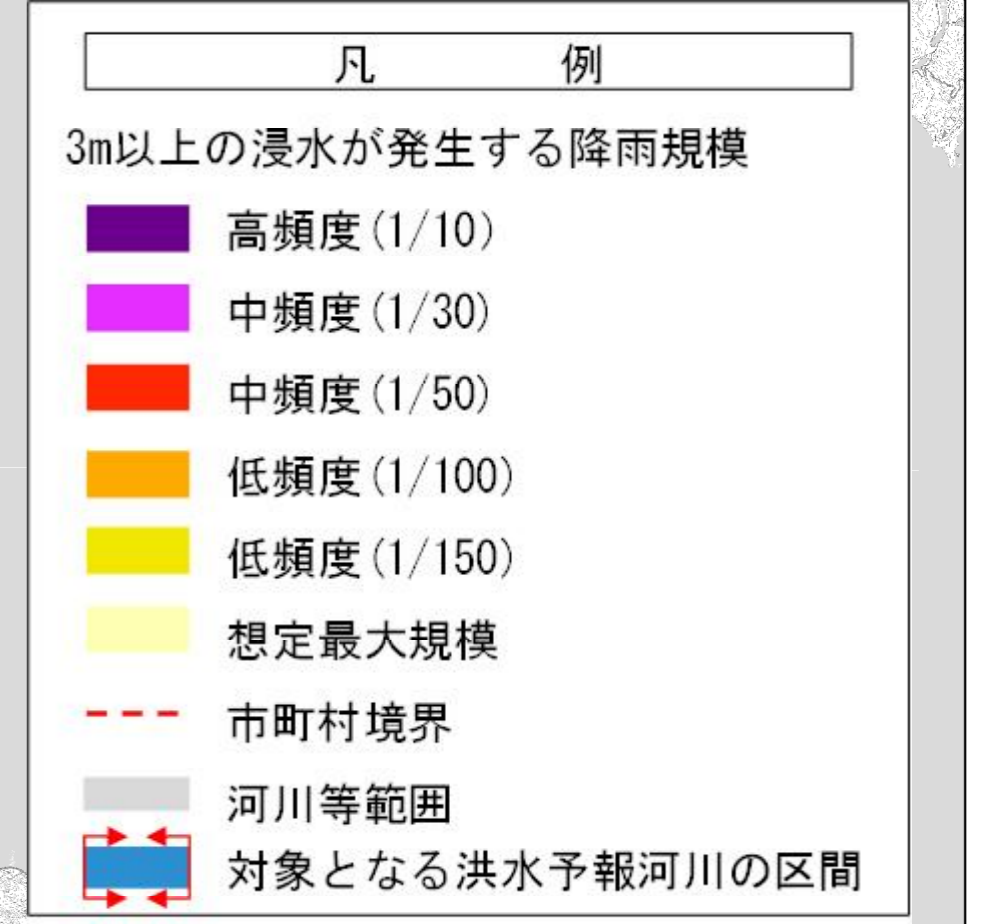 凡 例
3m以上の浸水が発生する降雨規模
高頻度(1/10)
中頻度(1/30)
中頻度(1/50)
低頻度(1/100)
低頻度(1/150)
想定最大規模
市町村境界
河川等範囲
対象となる洪水予報河川の区間